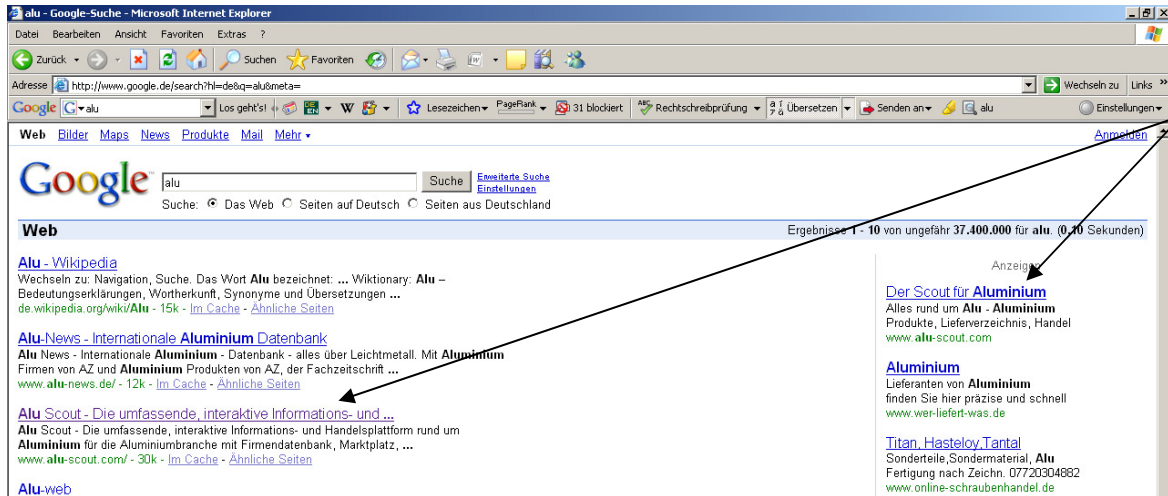 alu - Google-Suche - Microsoft Internet Explorer
Datei Bearbeiten Ansicht Favoriten Extras ?
Zurück Suchen Favoriten
Adresse http://www.google.de/search?hl=de&q=alu&meta= Wechseln zu Links »
Google G alu Los geht's! W Lesezeichen PageRank 31 blockiert Rechtschreibprüfung Übersetzen Senden an alu Einstellungen
Web Bilder Maps News Produkte Mail Mehr Anmelden
Google alu Suche Erweiterte Suche
Einstellungen
Suche: Das Web Seiten auf Deutsch Seiten aus Deutschland
Web Ergebnisse 1 - 10 von ungefähr 37.400.000 für alu. (0,10 Sekunden)
Alu - Wikipedia
Wechseln zu: Navigation, Suche. Das Wort Alu bezeichnet: ... Wiktionary: Alu –
Bedeutungserklärungen, Wortherkunft, Synonyme und Übersetzungen ...
de.wikipedia.org/wiki/Alu - 15k - Im Cache - Ähnliche Seiten
Alu-News - Internationale Aluminium Datenbank
Alu News - Internationale Aluminium - Datenbank - alles über Leichtmetall. Mit Aluminium
Firmen von AZ und Aluminium Produkten von AZ, der Fachzeitschrift ...
www.alu-news.de/ - 12k - Im Cache - Ähnliche Seiten
Alu Scout - Die umfassende, interaktive Informations- und ...
Alu Scout - Die umfassende, interaktive Informations- und Handelsplattform rund um
Aluminium für die Aluminiumbranche mit Firmendatenbank, Marktplatz, ...
www.alu-scout.com/ - 30k - Im Cache - Ähnliche Seiten
Alu-web
Anzeigen
Der Scout für Aluminium
Alles rund um Alu - Aluminium
Produkte, Lieferverzeichnis, Handel
www.alu-scout.com
Aluminium
Lieferanten von Aluminium
finden Sie hier präzise und schnell
www.wer-liefert-was.de
Titan, Hasteloy,Tantal
Sonderteile,Sondermaterial, Alu
Fertigung nach Zeichn. 07720304882
www.online-schraubenhandel.de